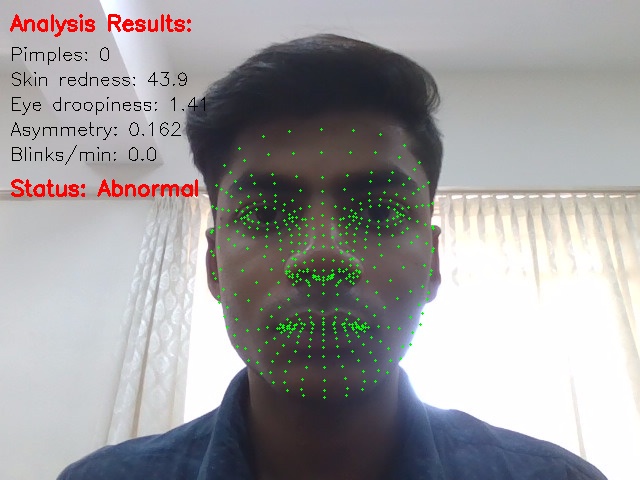 Analysis Results:
Pimples: 0
Skin redness: 43.9
Eye droopiness: 1.41
Asymmetry: 0.162
Blinks/min: 0.0
Status: Abnormal